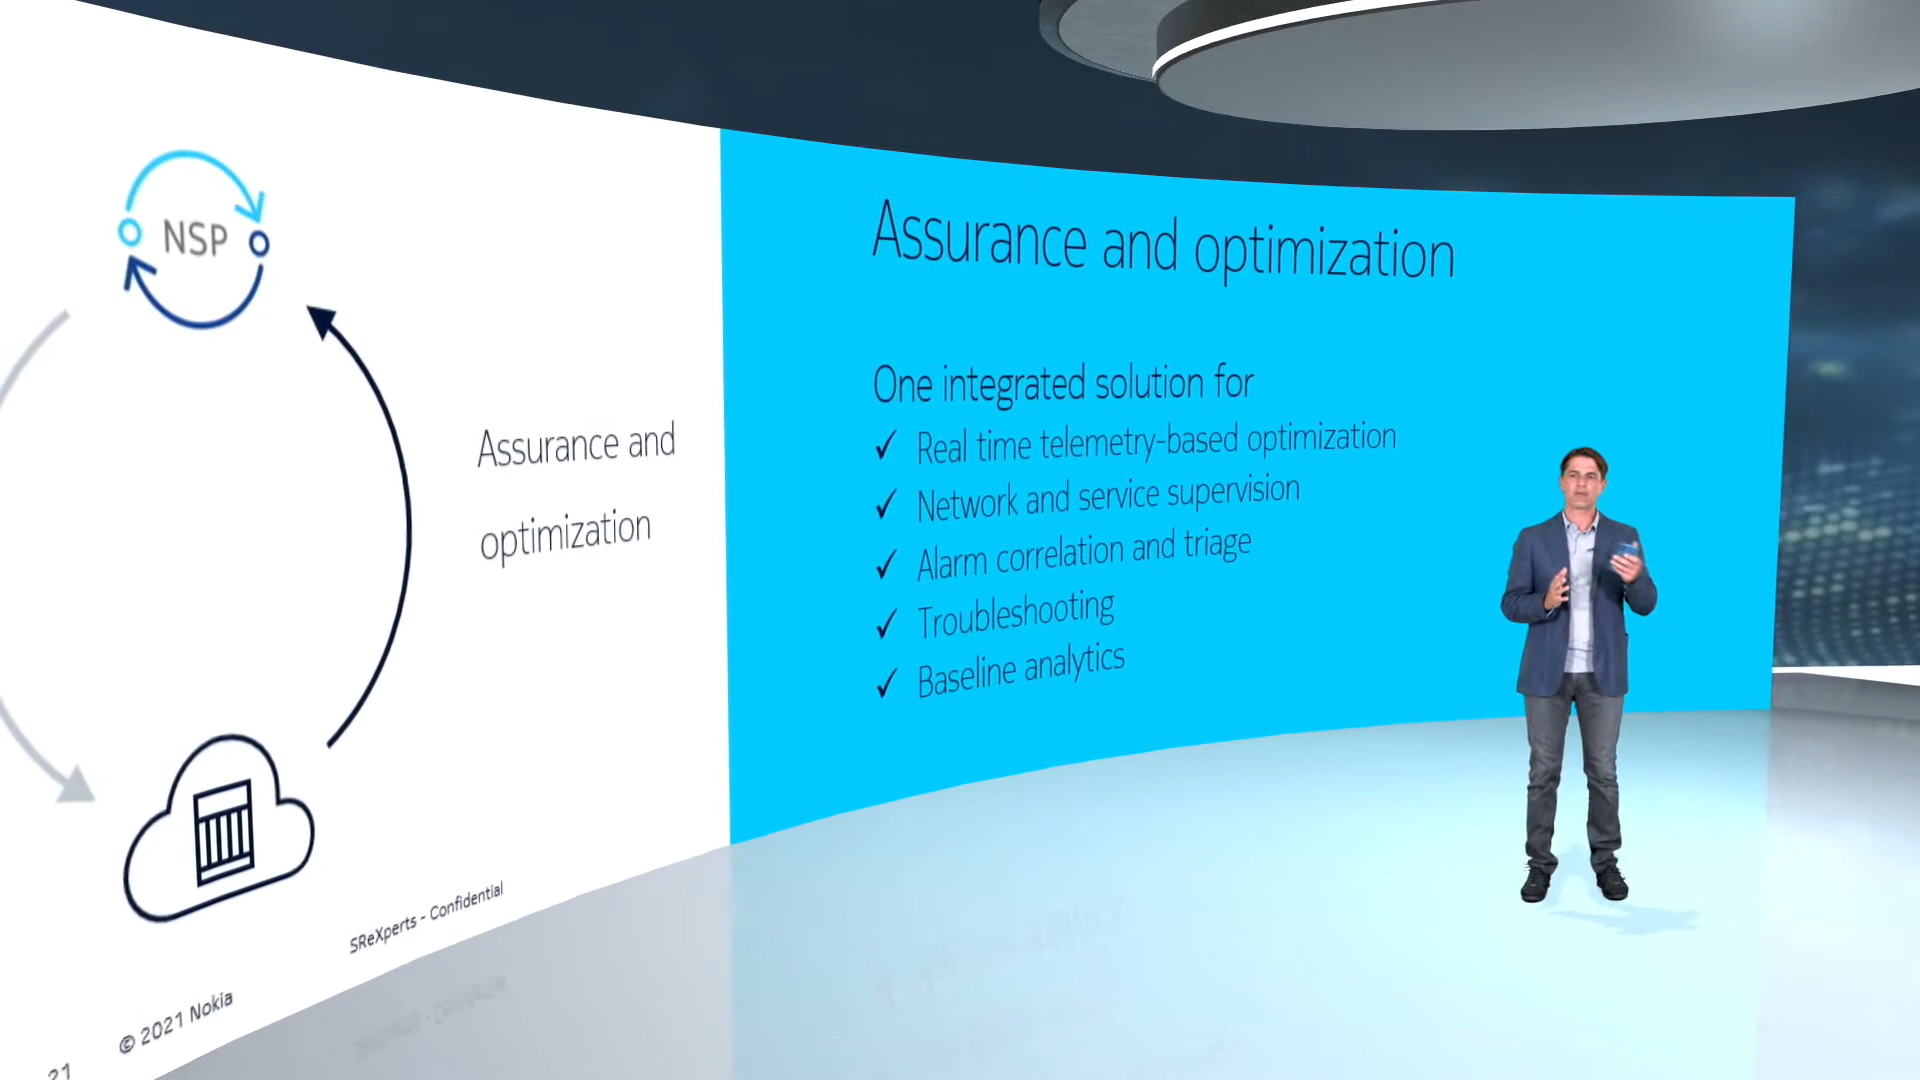 NSP
Assurance and
optimization
SReXperts - Confidential
© 2021 Nokia
21
Assurance and optimization
One integrated solution for
✓ Real time telemetry-based optimization
✓ Network and service supervision
✓ Alarm correlation and triage
✓ Troubleshooting
✓ Baseline analytics